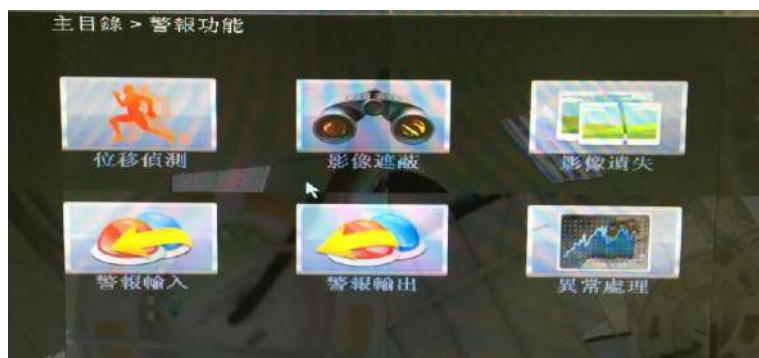 主目錄 > 警報功能
位移偵測
影像遮蔽
影像遺失
警報輸入
警報輸出
異常處理